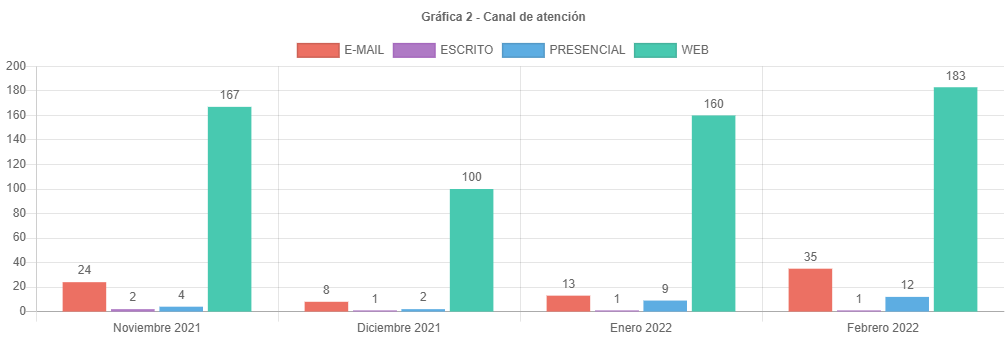 Gráfica 2 - Canal de atención
E-MAIL ESCRITO PRESENCIAL WEB
200
180
160
140
120
100
80
60
40
20
0
24 2 4 167
8 1 2 100
13 1 9 160
35 1 12 183
Noviembre 2021 Diciembre 2021 Enero 2022 Febrero 2022